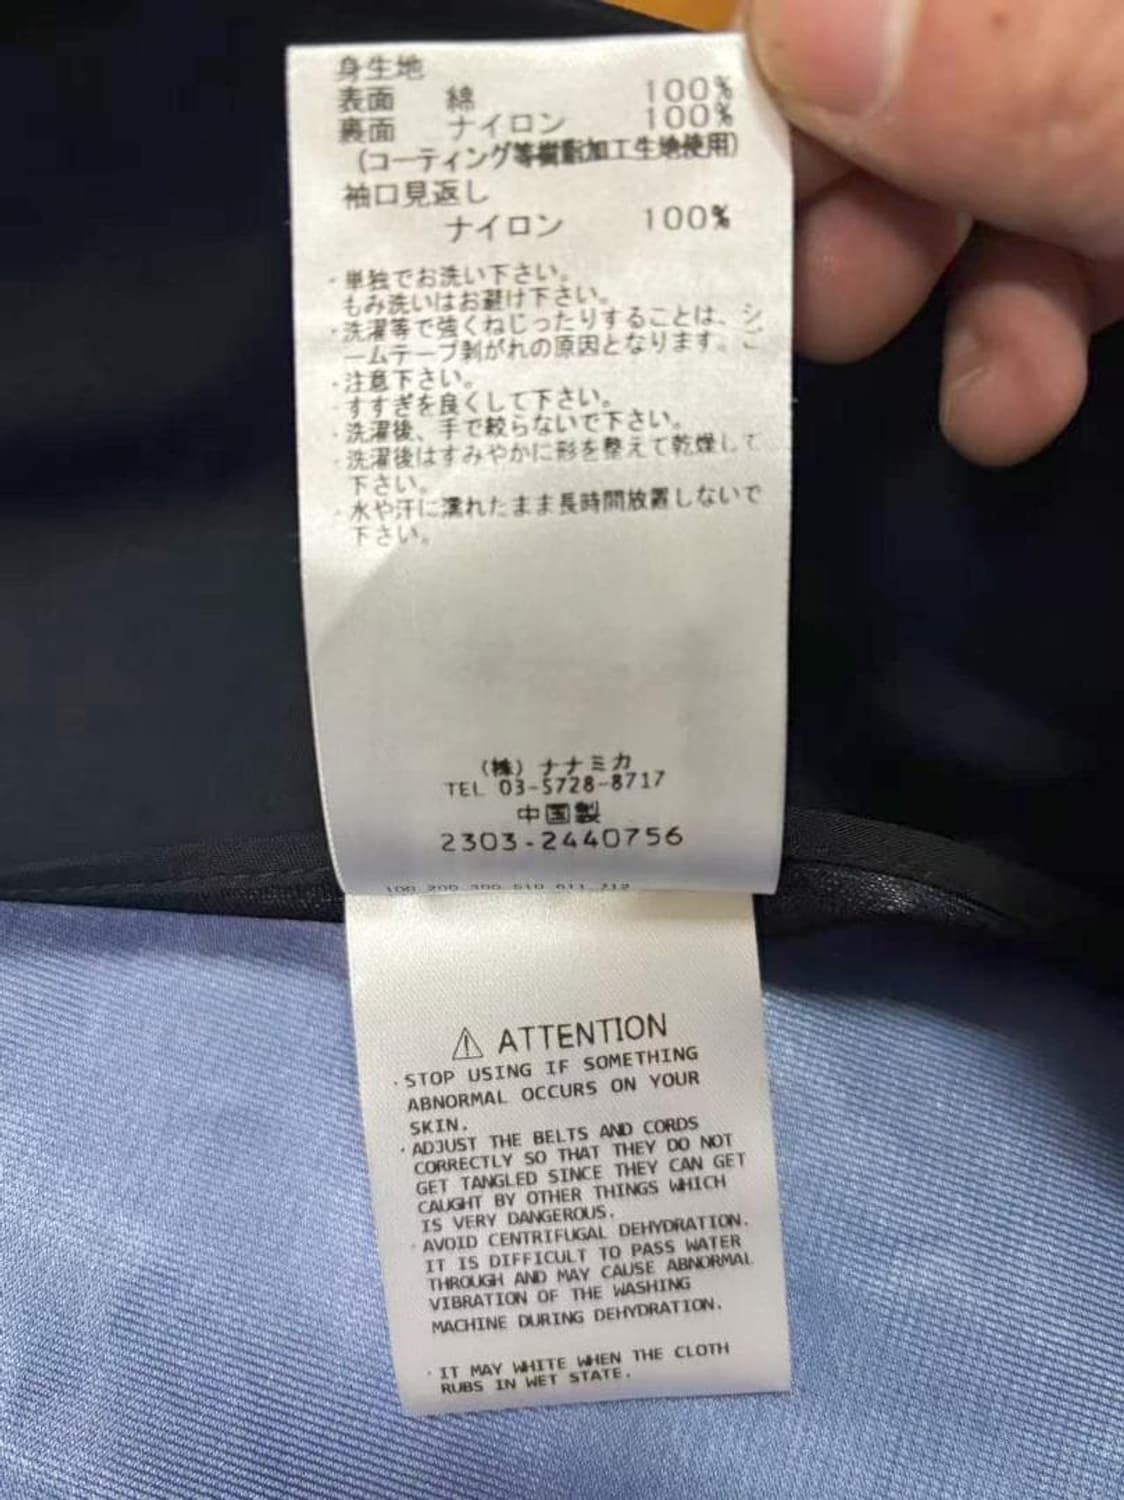 身生地
表面 綿 100%
裏面 ナイロン 100%
(コーティング等樹脂加工生地使用)
袖口見返し
ナイロン 100%
・単独でお洗い下さい。
もみ洗いはお避け下さい。
・洗濯等で強くねじったりすることは、シ
ームテープ剥がれの原因となります。ご
・注意下さい。
・すすぎを良くして下さい。
・洗濯後、手で絞らないで下さい。
・洗濯後はすみやかに形を整えて乾燥して
下さい。
・水や汗に濡れたまま長時間放置しないで
下さい。
(株) ナナミカ
TEL 03-5728-8717
中国製
2303-2440756
100 200 300 510 611 712
⚠ ATTENTION
・STOP USING IF SOMETHING
ABNORMAL OCCURS ON YOUR
SKIN.
・ADJUST THE BELTS AND CORDS
CORRECTLY SO THAT THEY DO NOT
GET TANGLED SINCE THEY CAN GET
CAUGHT BY OTHER THINGS WHICH
IS VERY DANGEROUS.
・AVOID CENTRIFUGAL DEHYDRATION.
IT IS DIFFICULT TO PASS WATER
THROUGH AND MAY CAUSE ABNORMAL
VIBRATION OF THE WASHING
MACHINE DURING DEHYDRATION.
・IT MAY WHITE WHEN THE CLOTH
RUBS IN WET STATE.